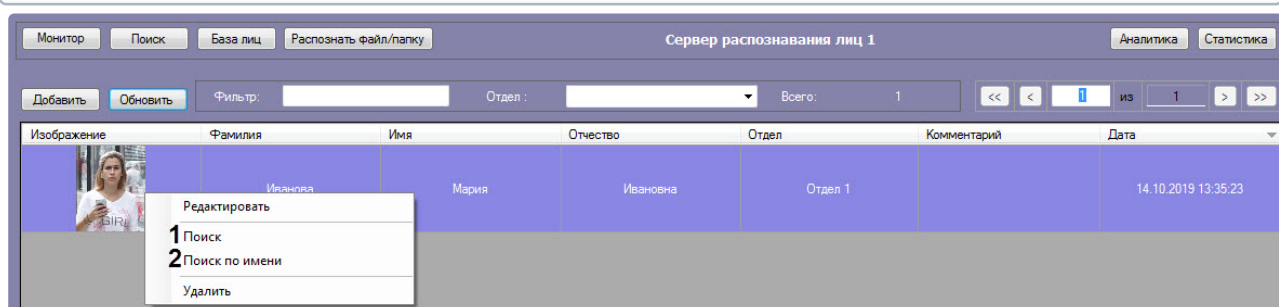 Монитор Поиск База лиц Распознать файл/папку Сервер распознавания лиц 1 Аналитика Статистика
Добавить Обновить Фильтр: Отдел : Всего: 1 << < 1 из 1 > >>
Изображение Фамилия Имя Отчество Отдел Комментарий Дата
Иванова Мария Ивановна Отдел 1 14.10.2019 13:35:23
GIRL
Редактировать
1 Поиск
2 Поиск по имени
Удалить